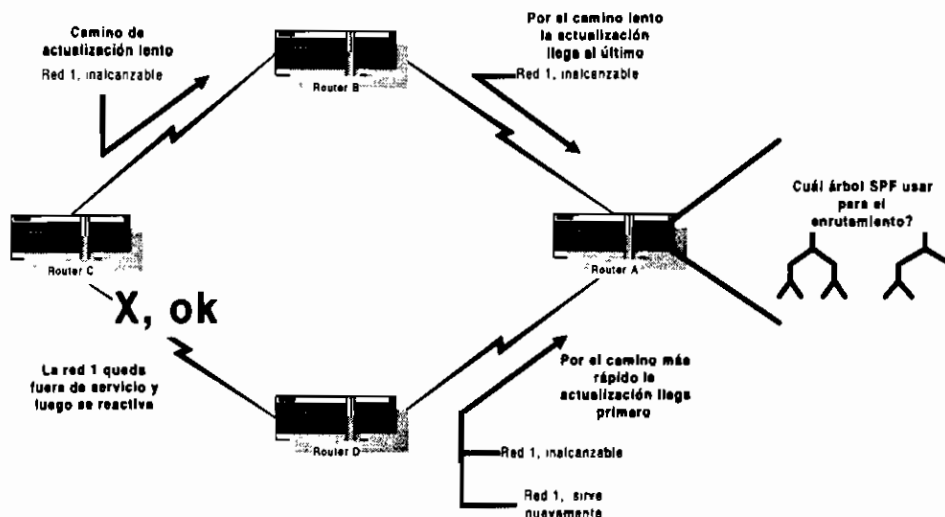 Camino de
actualización lento
Red 1, inalcanzable
Por el camino lento
la actualización
llega al último
Red 1, inalcanzable
Router B
Cuál árbol SPF usar
para el
enrutamiento?
Router C
Router A
X, ok
La red 1 queda
fuera de servicio y
luego se reactiva
Por el camino más
rápido la
actualización llega
primero
Router D
Red 1, inalcanzable
Red 1, sirve
nuevamente